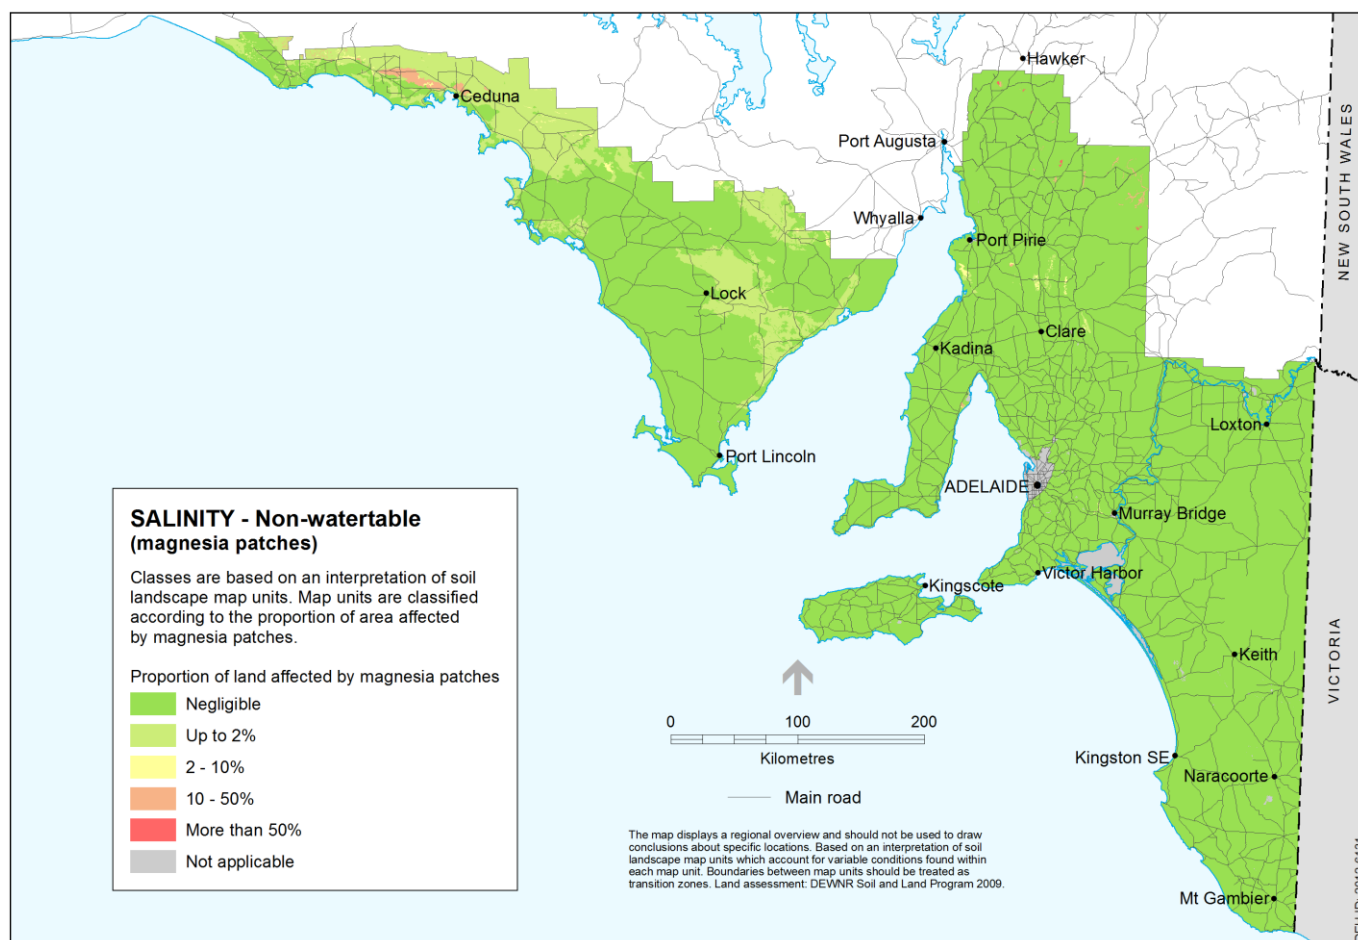 Hawker
Ceduna
Port Augusta
Whyalla
Port Pirie
Lock
Clare
Kadina
Loxton
Port Lincoln
ADELAIDE
Murray Bridge
Victor Harbor
Kingscote
Keith
Kingston SE
Naracoorte
Mt Gambier
NEW SOUTH WALES
VICTORIA
SALINITY - Non-watertable
(magnesia patches)
Classes are based on an interpretation of soil
landscape map units. Map units are classified
according to the proportion of area affected
by magnesia patches.
Proportion of land affected by magnesia patches
Negligible
Up to 2%
2 - 10%
10 - 50%
More than 50%
Not applicable
0 100 200
Kilometres
Main road
The map displays a regional overview and should not be used to draw
conclusions about specific locations. Based on an interpretation of soil
landscape map units which account for variable conditions found within
each map unit. Boundaries between map units should be treated as
transition zones. Land assessment: DEWNR Soil and Land Program 2009.